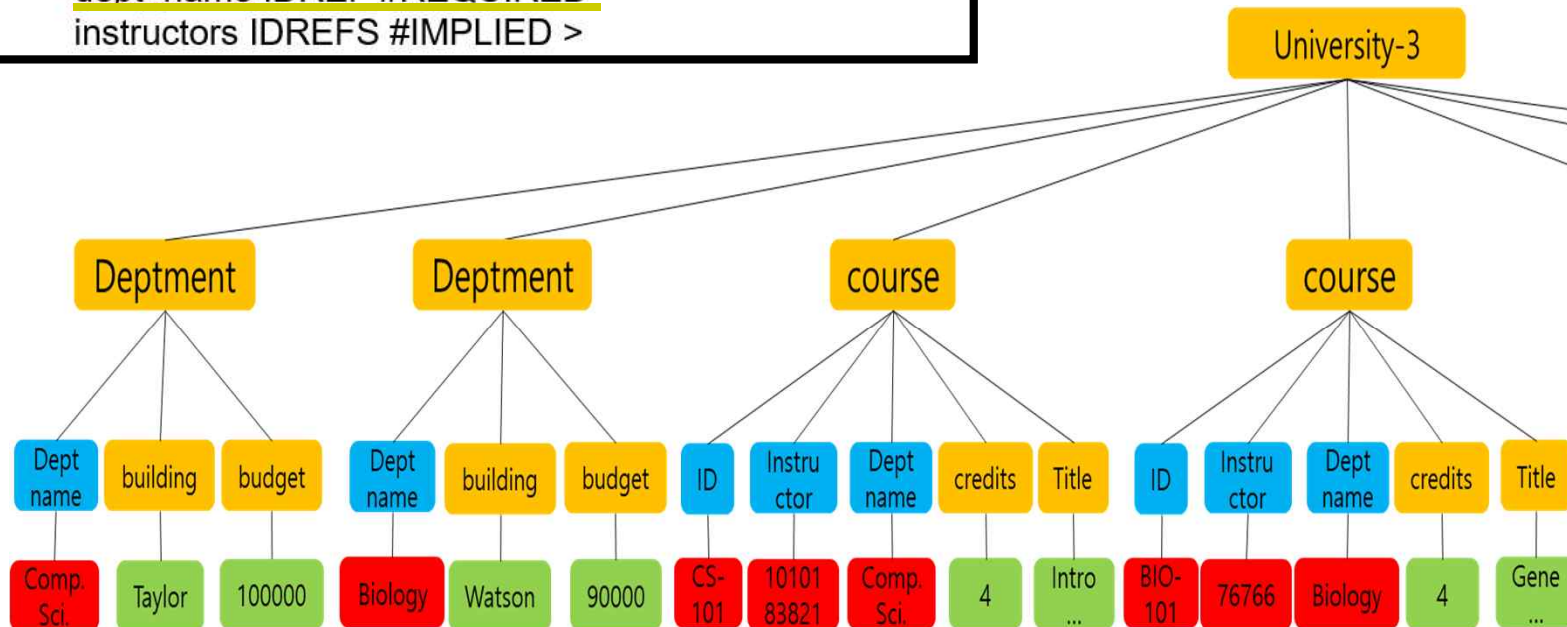 instructors IDREFS #IMPLIED >
University-3
Deptment
Deptment
course
course
Dept
name
building
budget
Dept
name
building
budget
ID
Instru
ctor
Dept
name
credits
Title
ID
Instru
ctor
Dept
name
credits
Title
Comp.
Sci.
Taylor
100000
Biology
Watson
90000
CS-
101
10101
83821
Comp.
Sci.
4
Intro
...
BIO-
101
76766
Biology
4
Gene
...